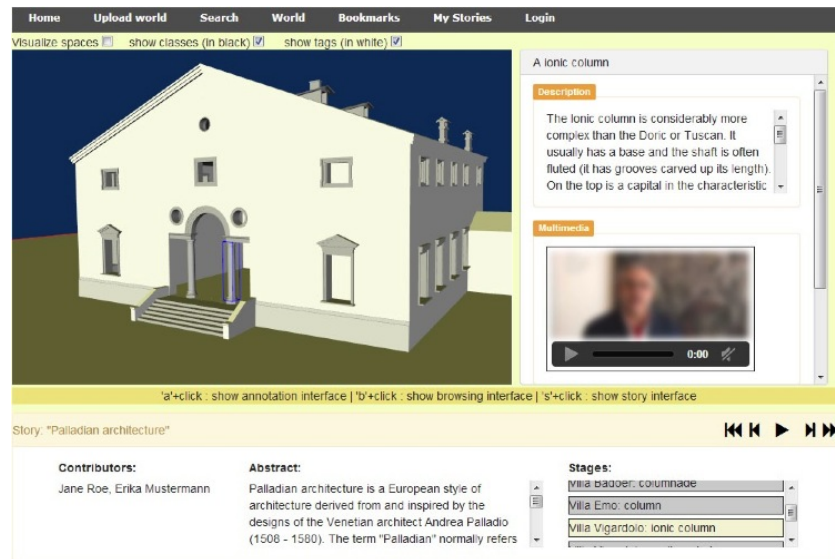 Home Upload world Search World Bookmarks My Stories Login
Visualize spaces show classes (in black) show tags (in white)
A ionic column
Description
The Ionic column is considerably more
complex than the Doric or Tuscan. It
usually has a base and the shaft is often
fluted (it has grooves carved up its length).
On the top is a capital in the characteristic
Multimedia
0:00
'a'+click : show annotation interface | 'b'+click : show browsing interface | 's'+click : show story interface
Story: "Palladian architecture"
Contributors:
Jane Roe, Erika Mustermann
Abstract:
Palladian architecture is a European style of
architecture derived from and inspired by the
designs of the Venetian architect Andrea Palladio
(1508 - 1580). The term "Palladian" normally refers
Stages:
Villa Badoer: columnade
Villa Emo: column
Villa Vigardolo: ionic column